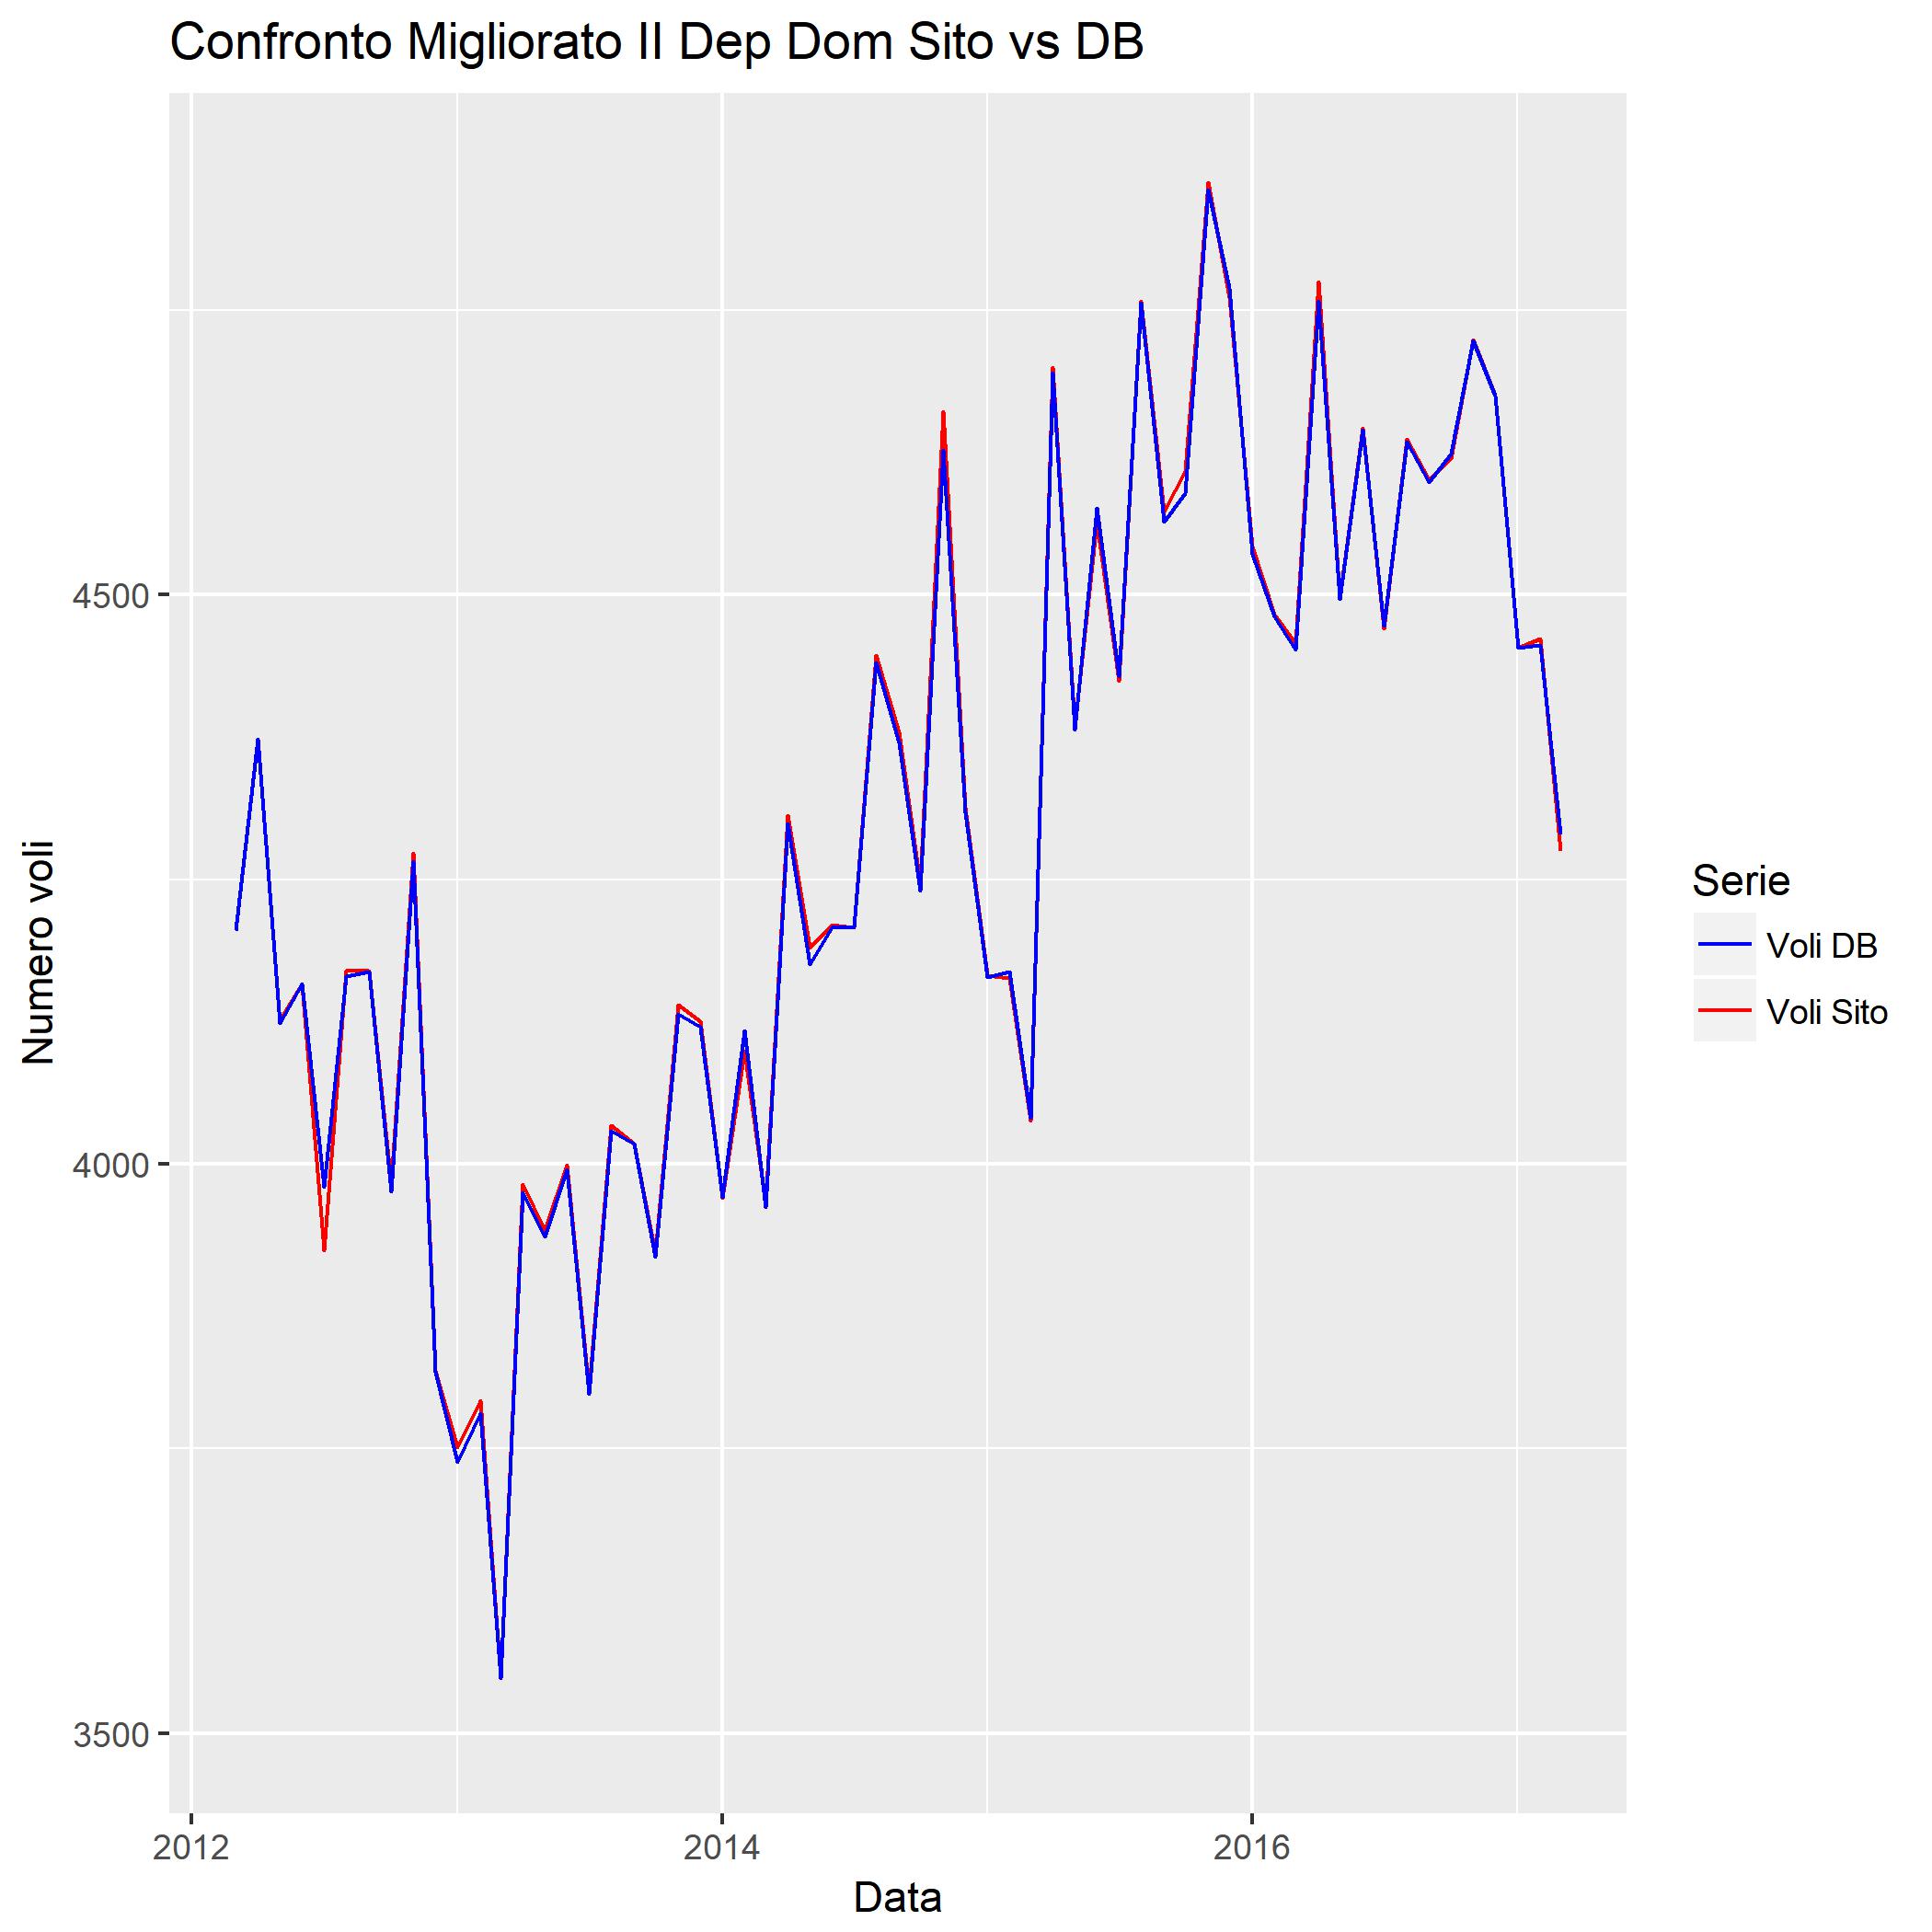 Confronto Migliorato II Dep Dom Sito vs DB
Numero voli
4500
4000
3500
2012
2014
2016
Data
Serie
Voli DB
Voli Sito